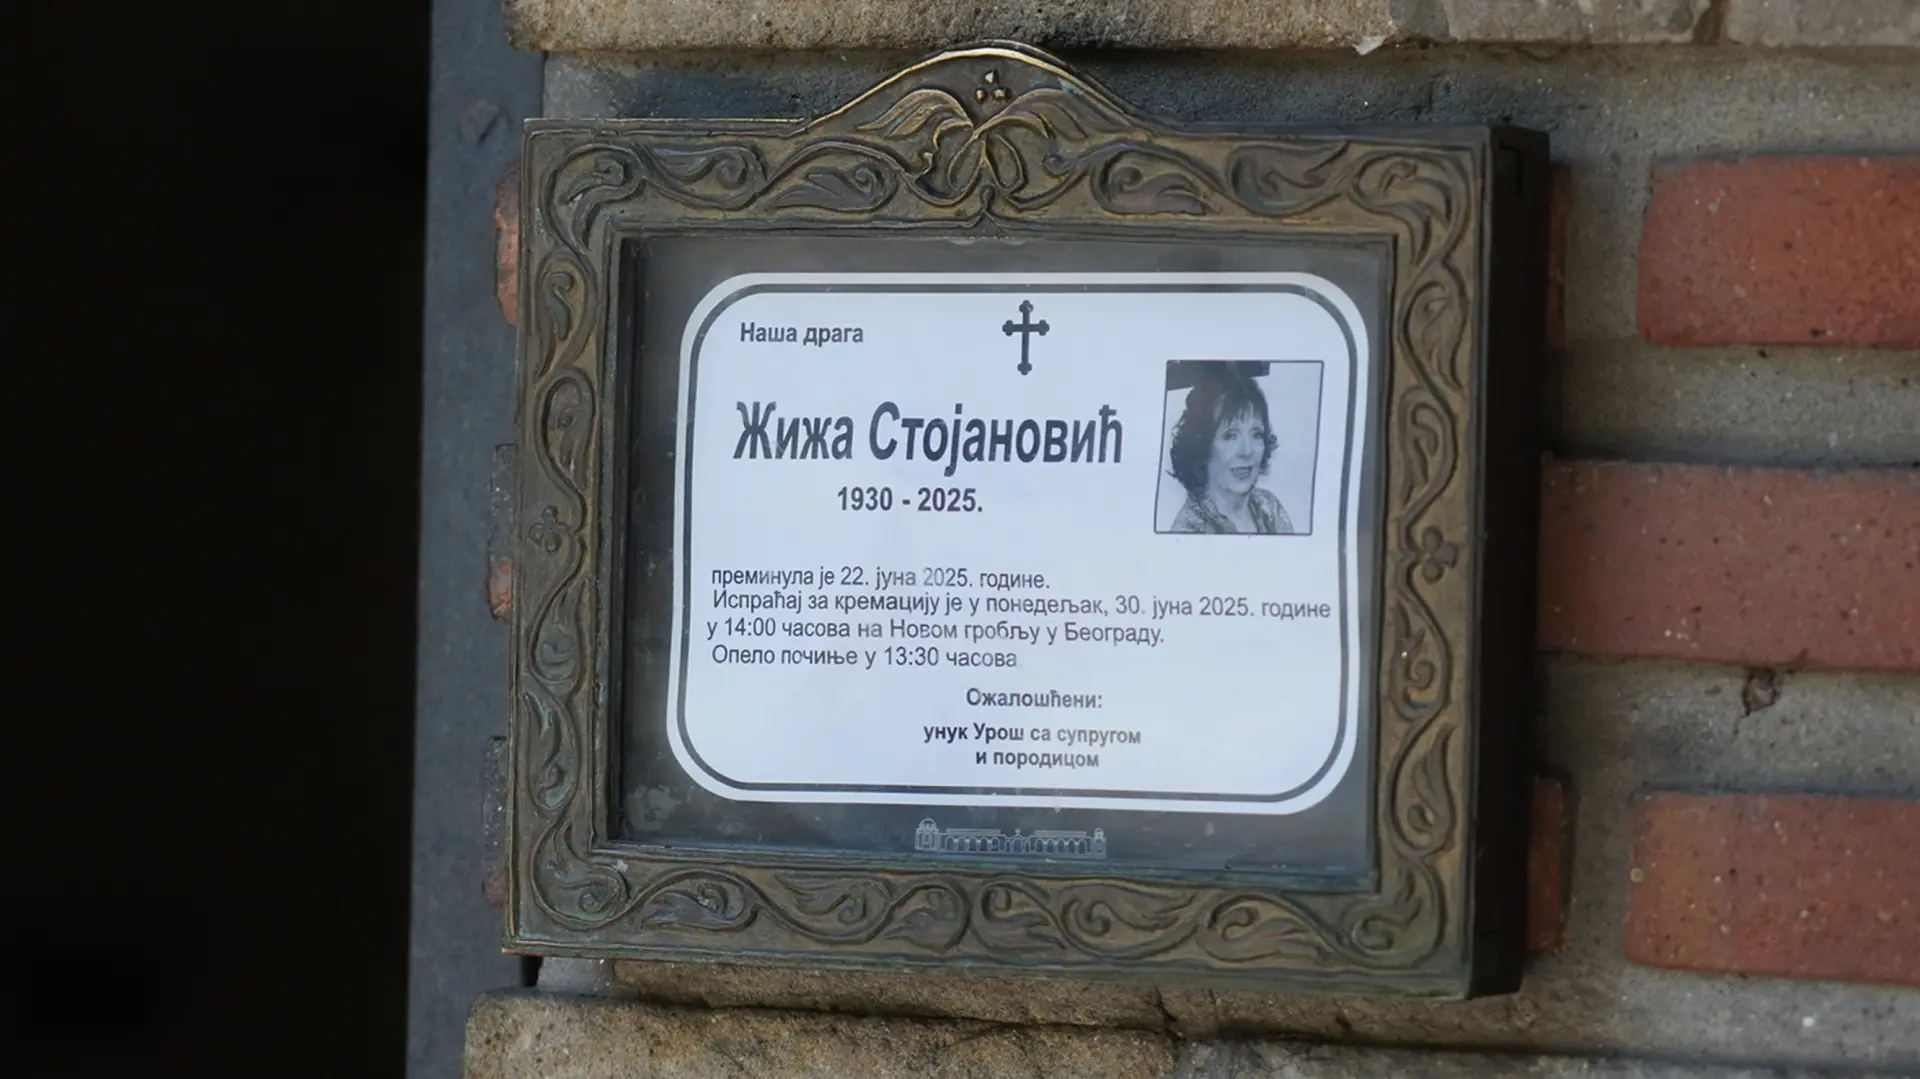 Наша драга
Жижа Стојановић
1930 - 2025.
преминула је 22. јуна 2025. године.
Испраћај за кремацију је у понедељак, 30. јуна 2025. године
у 14:00 часова на Новом гробљу у Београду.
Опело почиње у 13:30 часова
Ожалошћени:
унук Урош са супругом
и породицом